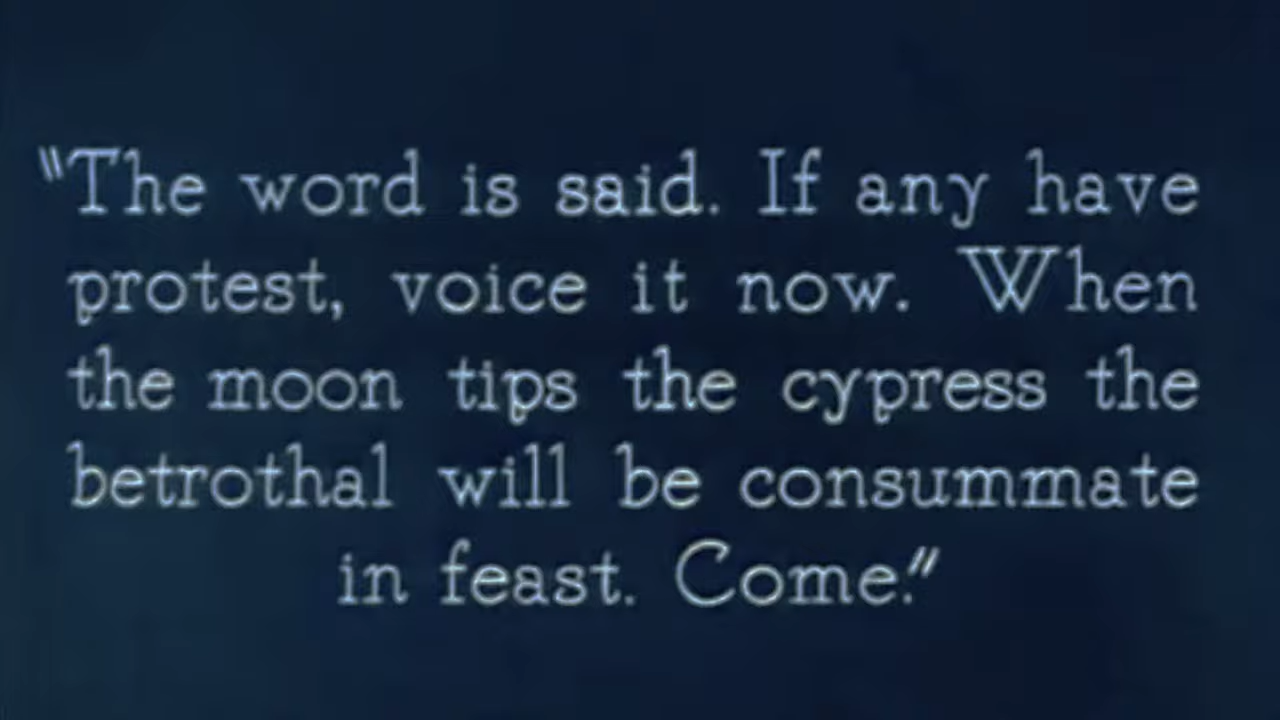 "The word is said. If any have
protest, voice it now. When
the moon tips the cypress the
betrothal will be consummate
in feast. Come."